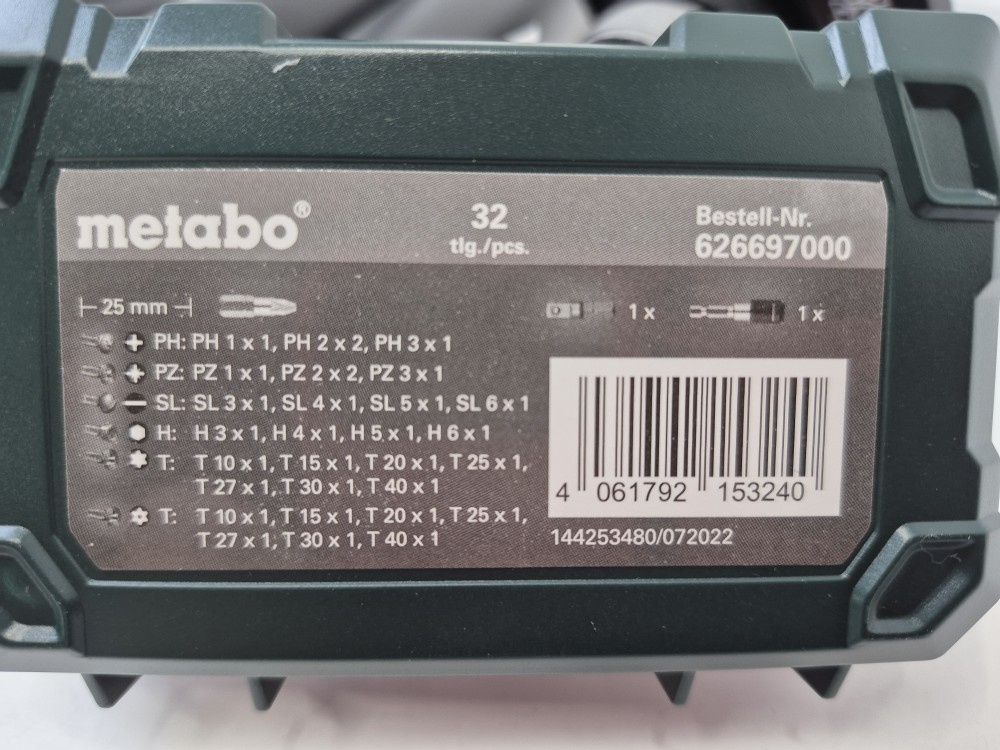 metabo®
32
tlg./pcs.
Bestell-Nr.
626697000
25 mm
1 x
1 x
PH: PH 1 x 1, PH 2 x 2, PH 3 x 1
PZ: PZ 1 x 1, PZ 2 x 2, PZ 3 x 1
SL: SL 3 x 1, SL 4 x 1, SL 5 x 1, SL 6 x 1
H: H 3 x 1, H 4 x 1, H 5 x 1, H 6 x 1
T: T 10 x 1, T 15 x 1, T 20 x 1, T 25 x 1,
T 27 x 1, T 30 x 1, T 40 x 1
T: T 10 x 1, T 15 x 1, T 20 x 1, T 25 x 1,
T 27 x 1, T 30 x 1, T 40 x 1
4 061792 153240
144253480/072022